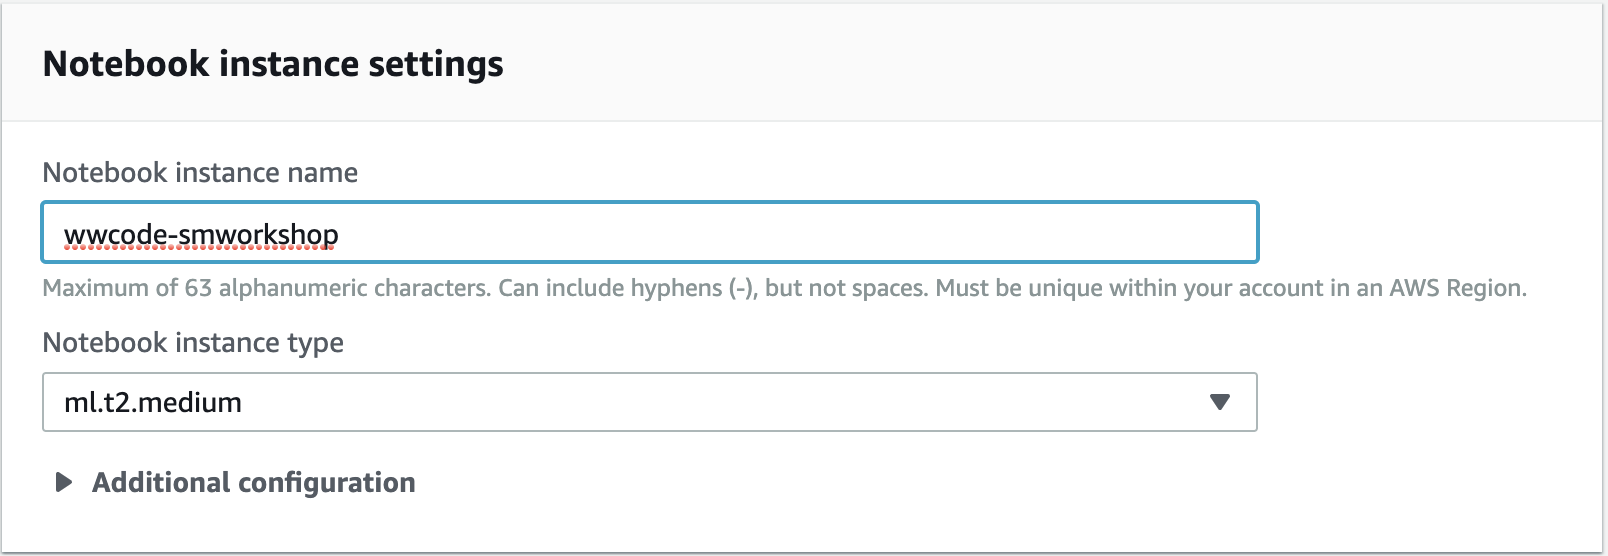 Notebook instance settings
Notebook instance name
wwcode-smworkshop
Maximum of 63 alphanumeric characters. Can include hyphens (-), but not spaces. Must be unique within your account in an AWS Region.
Notebook instance type
ml.t2.medium
Additional configuration